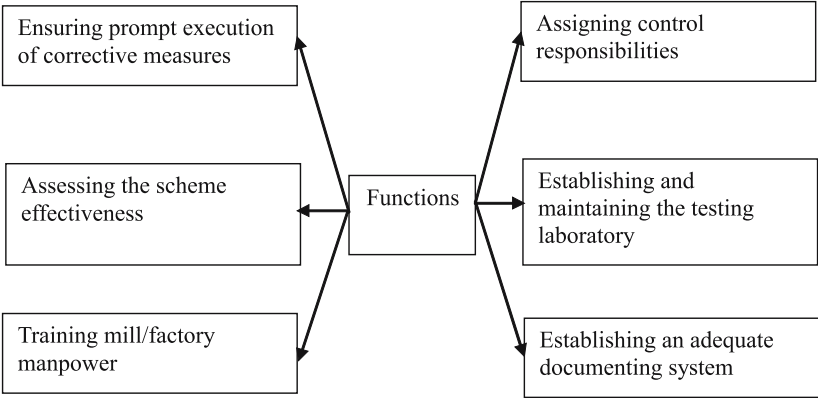 Ensuring prompt execution
of corrective measures
Assigning control
responsibilities
Assessing the scheme
effectiveness
Functions
Establishing and
maintaining the testing
laboratory
Training mill/factory
manpower
Establishing an adequate
documenting system